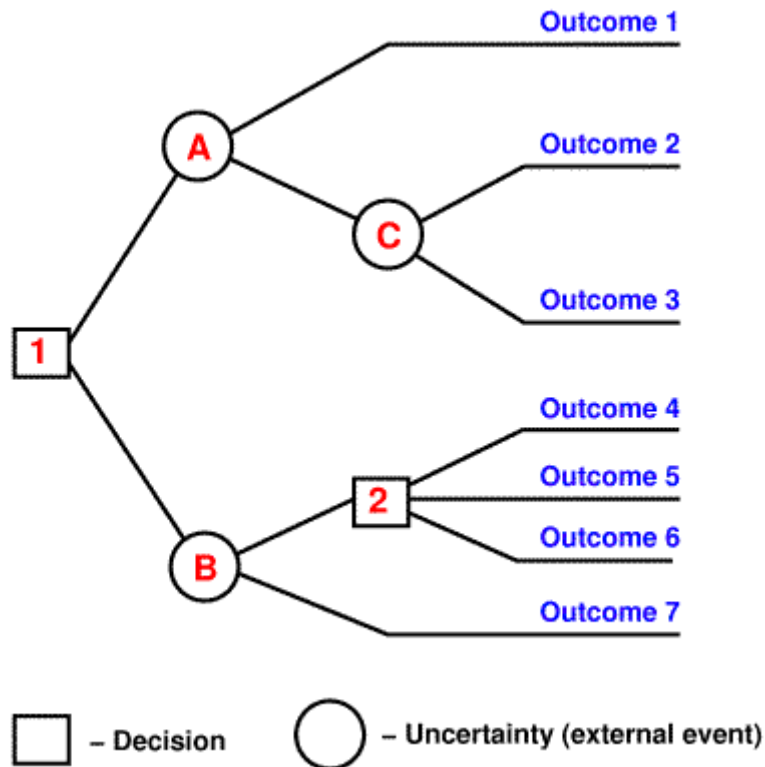 Outcome 1
A
Outcome 2
C
Outcome 3
1
Outcome 4
2
Outcome 5
Outcome 6
B
Outcome 7
– Decision
– Uncertainty (external event)